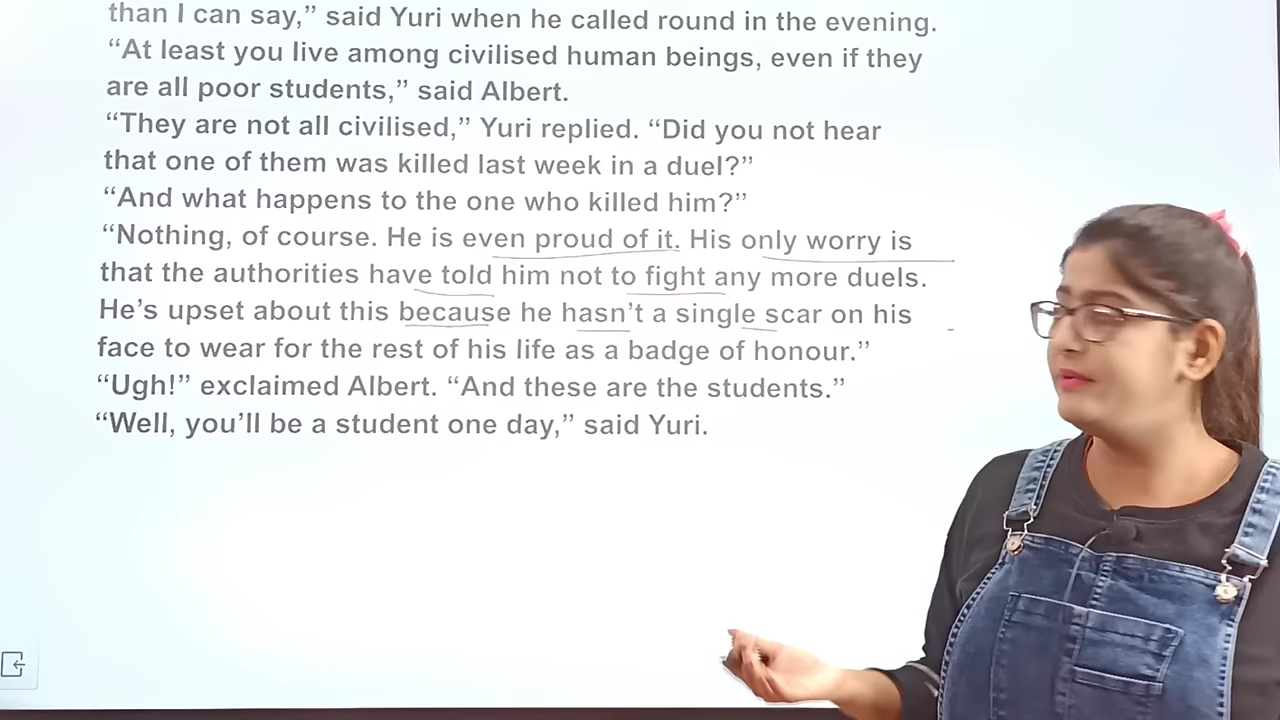 than I can say,” said Yuri when he called round in the evening.
“At least you live among civilised human beings, even if they
are all poor students,” said Albert.
“They are not all civilised,” Yuri replied. “Did you not hear
that one of them was killed last week in a duel?”
“And what happens to the one who killed him?”
“Nothing, of course. He is even proud of it. His only worry is
that the authorities have told him not to fight any more duels.
He’s upset about this because he hasn’t a single scar on his
face to wear for the rest of his life as a badge of honour.”
“Ugh!” exclaimed Albert. “And these are the students.”
“Well, you’ll be a student one day,” said Yuri.